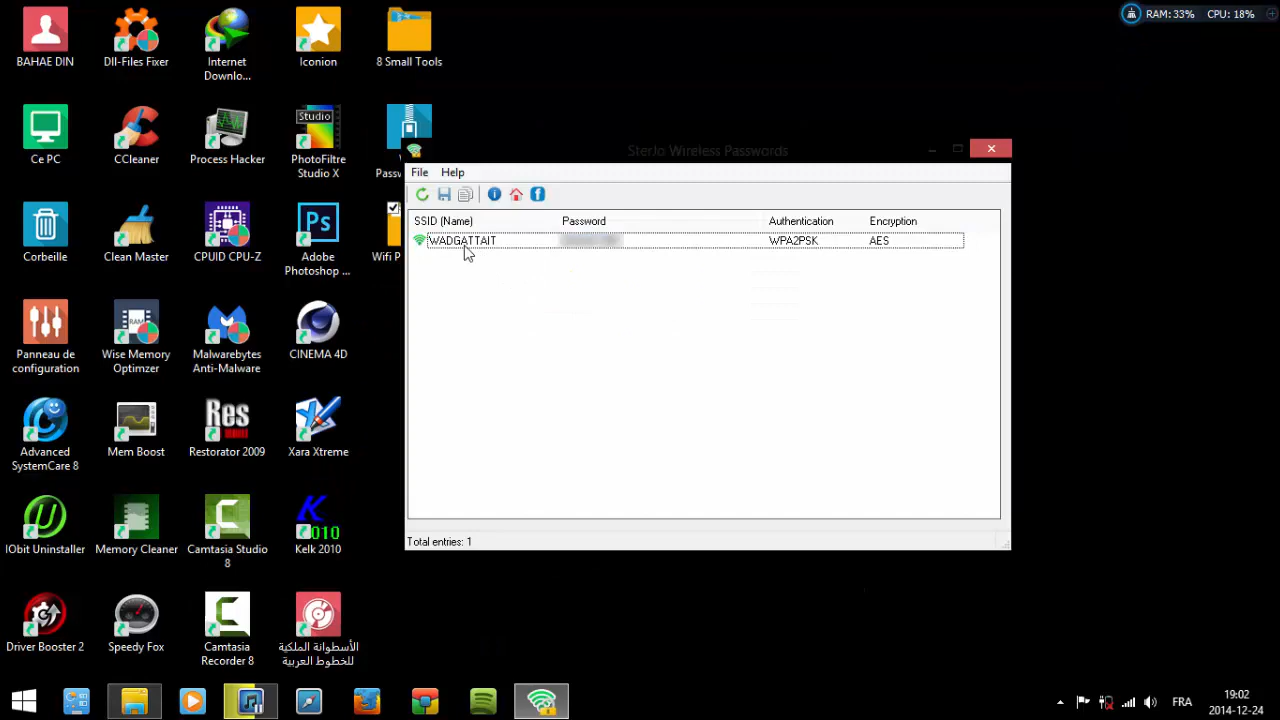 RAM: 33% CPU: 18%
BAHAE DIN
Dll-Files Fixer
Internet
Downlo...
Iconion
8 Small Tools
Ce PC
CCleaner
Process Hacker
Studio
PhotoFiltre
Studio X
Passw
SterJo Wireless Passwords
File Help
SSID (Name) Password Authentication Encryption
WADGATTAIT WPA2PSK AES
Total entries: 1
Corbeille
Clean Master
CPUID CPU-Z
Ps
Adobe
Photoshop ...
Wifi P
Panneau de
configuration
RAM
Wise Memory
Optimzer
Malwarebytes
Anti-Malware
CINEMA 4D
Advanced
SystemCare 8
Mem Boost
Res
Restorator 2009
Xara Xtreme
IObit Uninstaller
Memory Cleaner
Camtasia Studio
8
K
2010
Kelk 2010
Driver Booster 2
Speedy Fox
Camtasia
Recorder 8
الأسطوانة الملكية
للخطوط العربية
FRA
19:02
2014-12-24